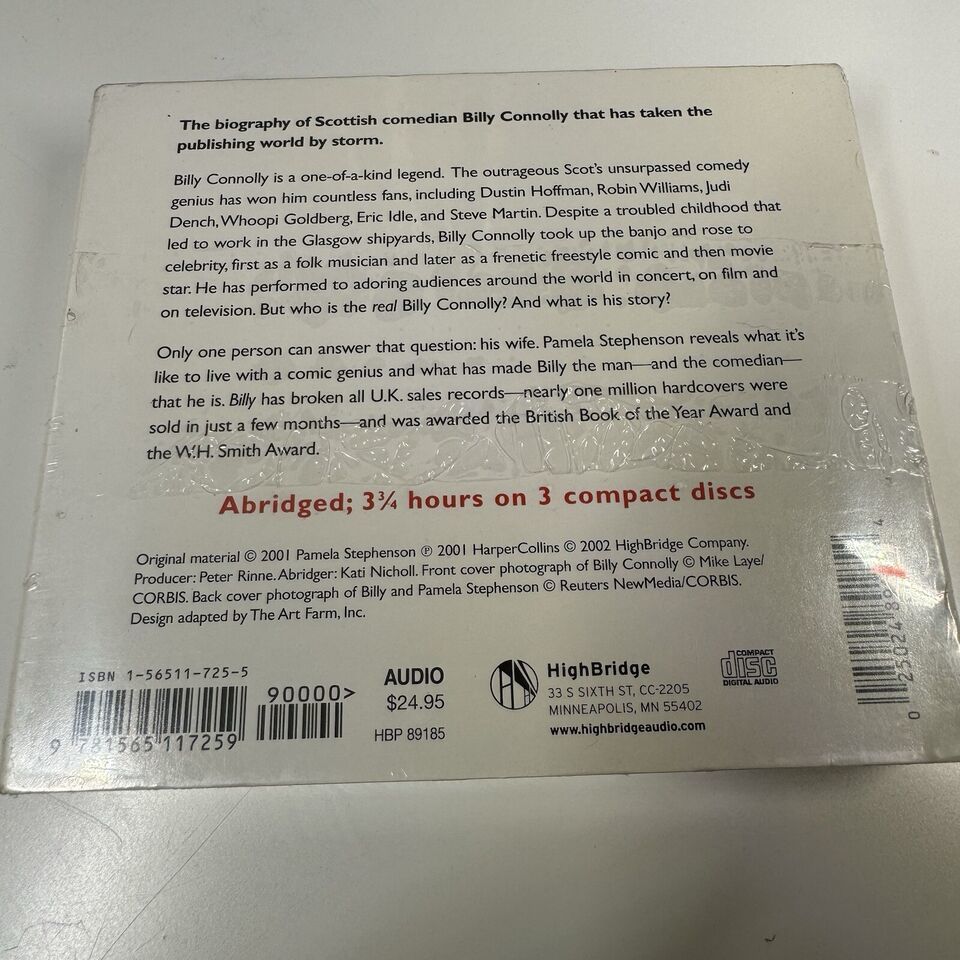 The biography of Scottish comedian Billy Connolly that has taken the
publishing world by storm.
Billy Connolly is a one-of-a-kind legend. The outrageous Scot's unsurpassed comedy
genius has won him countless fans, including Dustin Hoffman, Robin Williams, Judi
Dench, Whoopi Goldberg, Eric Idle, and Steve Martin. Despite a troubled childhood that
led to work in the Glasgow shipyards, Billy Connolly took up the banjo and rose to
celebrity, first as a folk musician and later as a frenetic freestyle comic and then movie
star. He has performed to adoring audiences around the world in concert, on film and
on television. But who is the real Billy Connolly? And what is his story?
Only one person can answer that question: his wife. Pamela Stephenson reveals what it's
like to live with a comic genius and what has made Billy the man—and the comedian—
that he is. Billy has broken all U.K. sales records—nearly one million hardcovers were
sold in just a few months—and was awarded the British Book of the Year Award and
the W.H. Smith Award.
Abridged; 3¾ hours on 3 compact discs
Original material © 2001 Pamela Stephenson ℗ 2001 HarperCollins © 2002 HighBridge Company.
Producer: Peter Rinne. Abridger: Kati Nicholl. Front cover photograph of Billy Connolly © Mike Laye/
CORBIS. Back cover photograph of Billy and Pamela Stephenson © Reuters NewMedia/CORBIS.
Design adapted by The Art Farm, Inc.
ISBN 1-56511-725-5
90000>
9 781565 117259
AUDIO
$24.95
HBP 89185
HighBridge
33 S SIXTH ST, CC-2205
MINNEAPOLIS, MN 55402
www.highbridgeaudio.com
COMPACT
disc
DIGITAL AUDIO